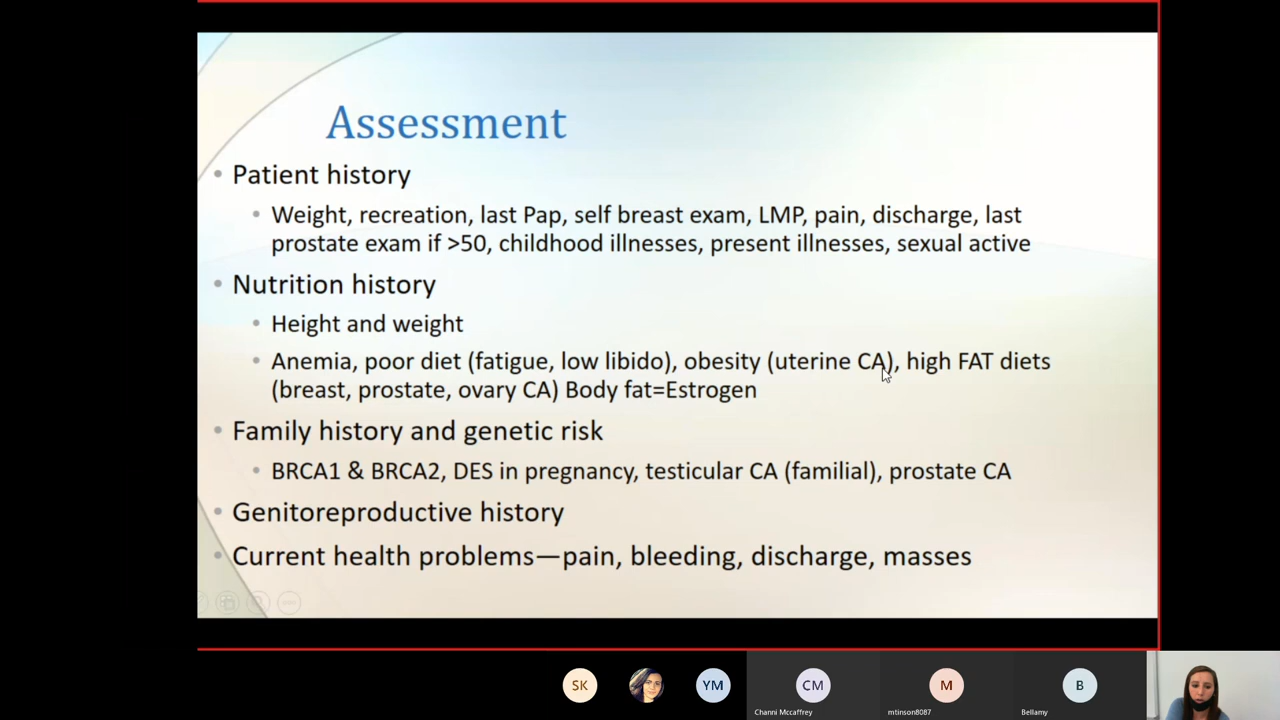 Assessment
• Patient history
• Weight, recreation, last Pap, self breast exam, LMP, pain, discharge, last
prostate exam if >50, childhood illnesses, present illnesses, sexual active
• Nutrition history
• Height and weight
• Anemia, poor diet (fatigue, low libido), obesity (uterine CA), high FAT diets
(breast, prostate, ovary CA) Body fat=Estrogen
• Family history and genetic risk
• BRCA1 & BRCA2, DES in pregnancy, testicular CA (familial), prostate CA
• Genitoreproductive history
• Current health problems—pain, bleeding, discharge, masses
SK
YM
CM
M
B
Channi Mccaffrey
mtinson8087
Bellamy